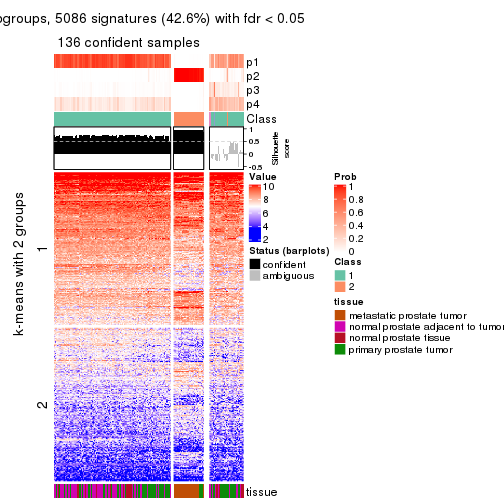 ogroups, 5086 signatures (42.6%) with fdr < 0.05
136 confident samples
p1
p2
p3
p4
Class
1
0.5
0
-0.5
Silhouette
score
k-means with 2 groups
1
2
tissue
Value
10
8
6
4
2
Status (barplots)
confident
ambiguous
Prob
1
0.8
0.6
0.4
0.2
0
Class
1
2
tissue
metastatic prostate tumor
normal prostate adjacent to tumor
normal prostate tissue
primary prostate tumor